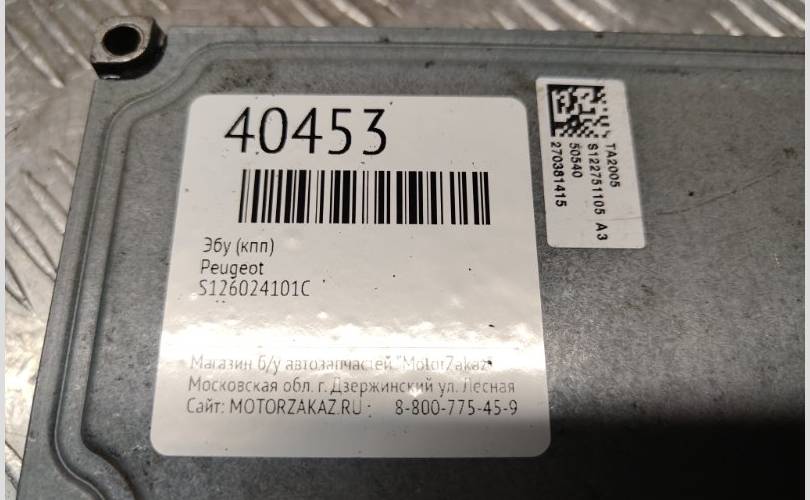 40453
Эбу (кпп)
Peugeot
S126024101C
Магазин б/у автозапчастей "MotorZakaz"
Московская обл. г. Дзержинский ул. Лесная
Сайт: MOTORZAKAZ.RU 8-800-775-45-9
TA2005
S122751105 A3
50540
270381415